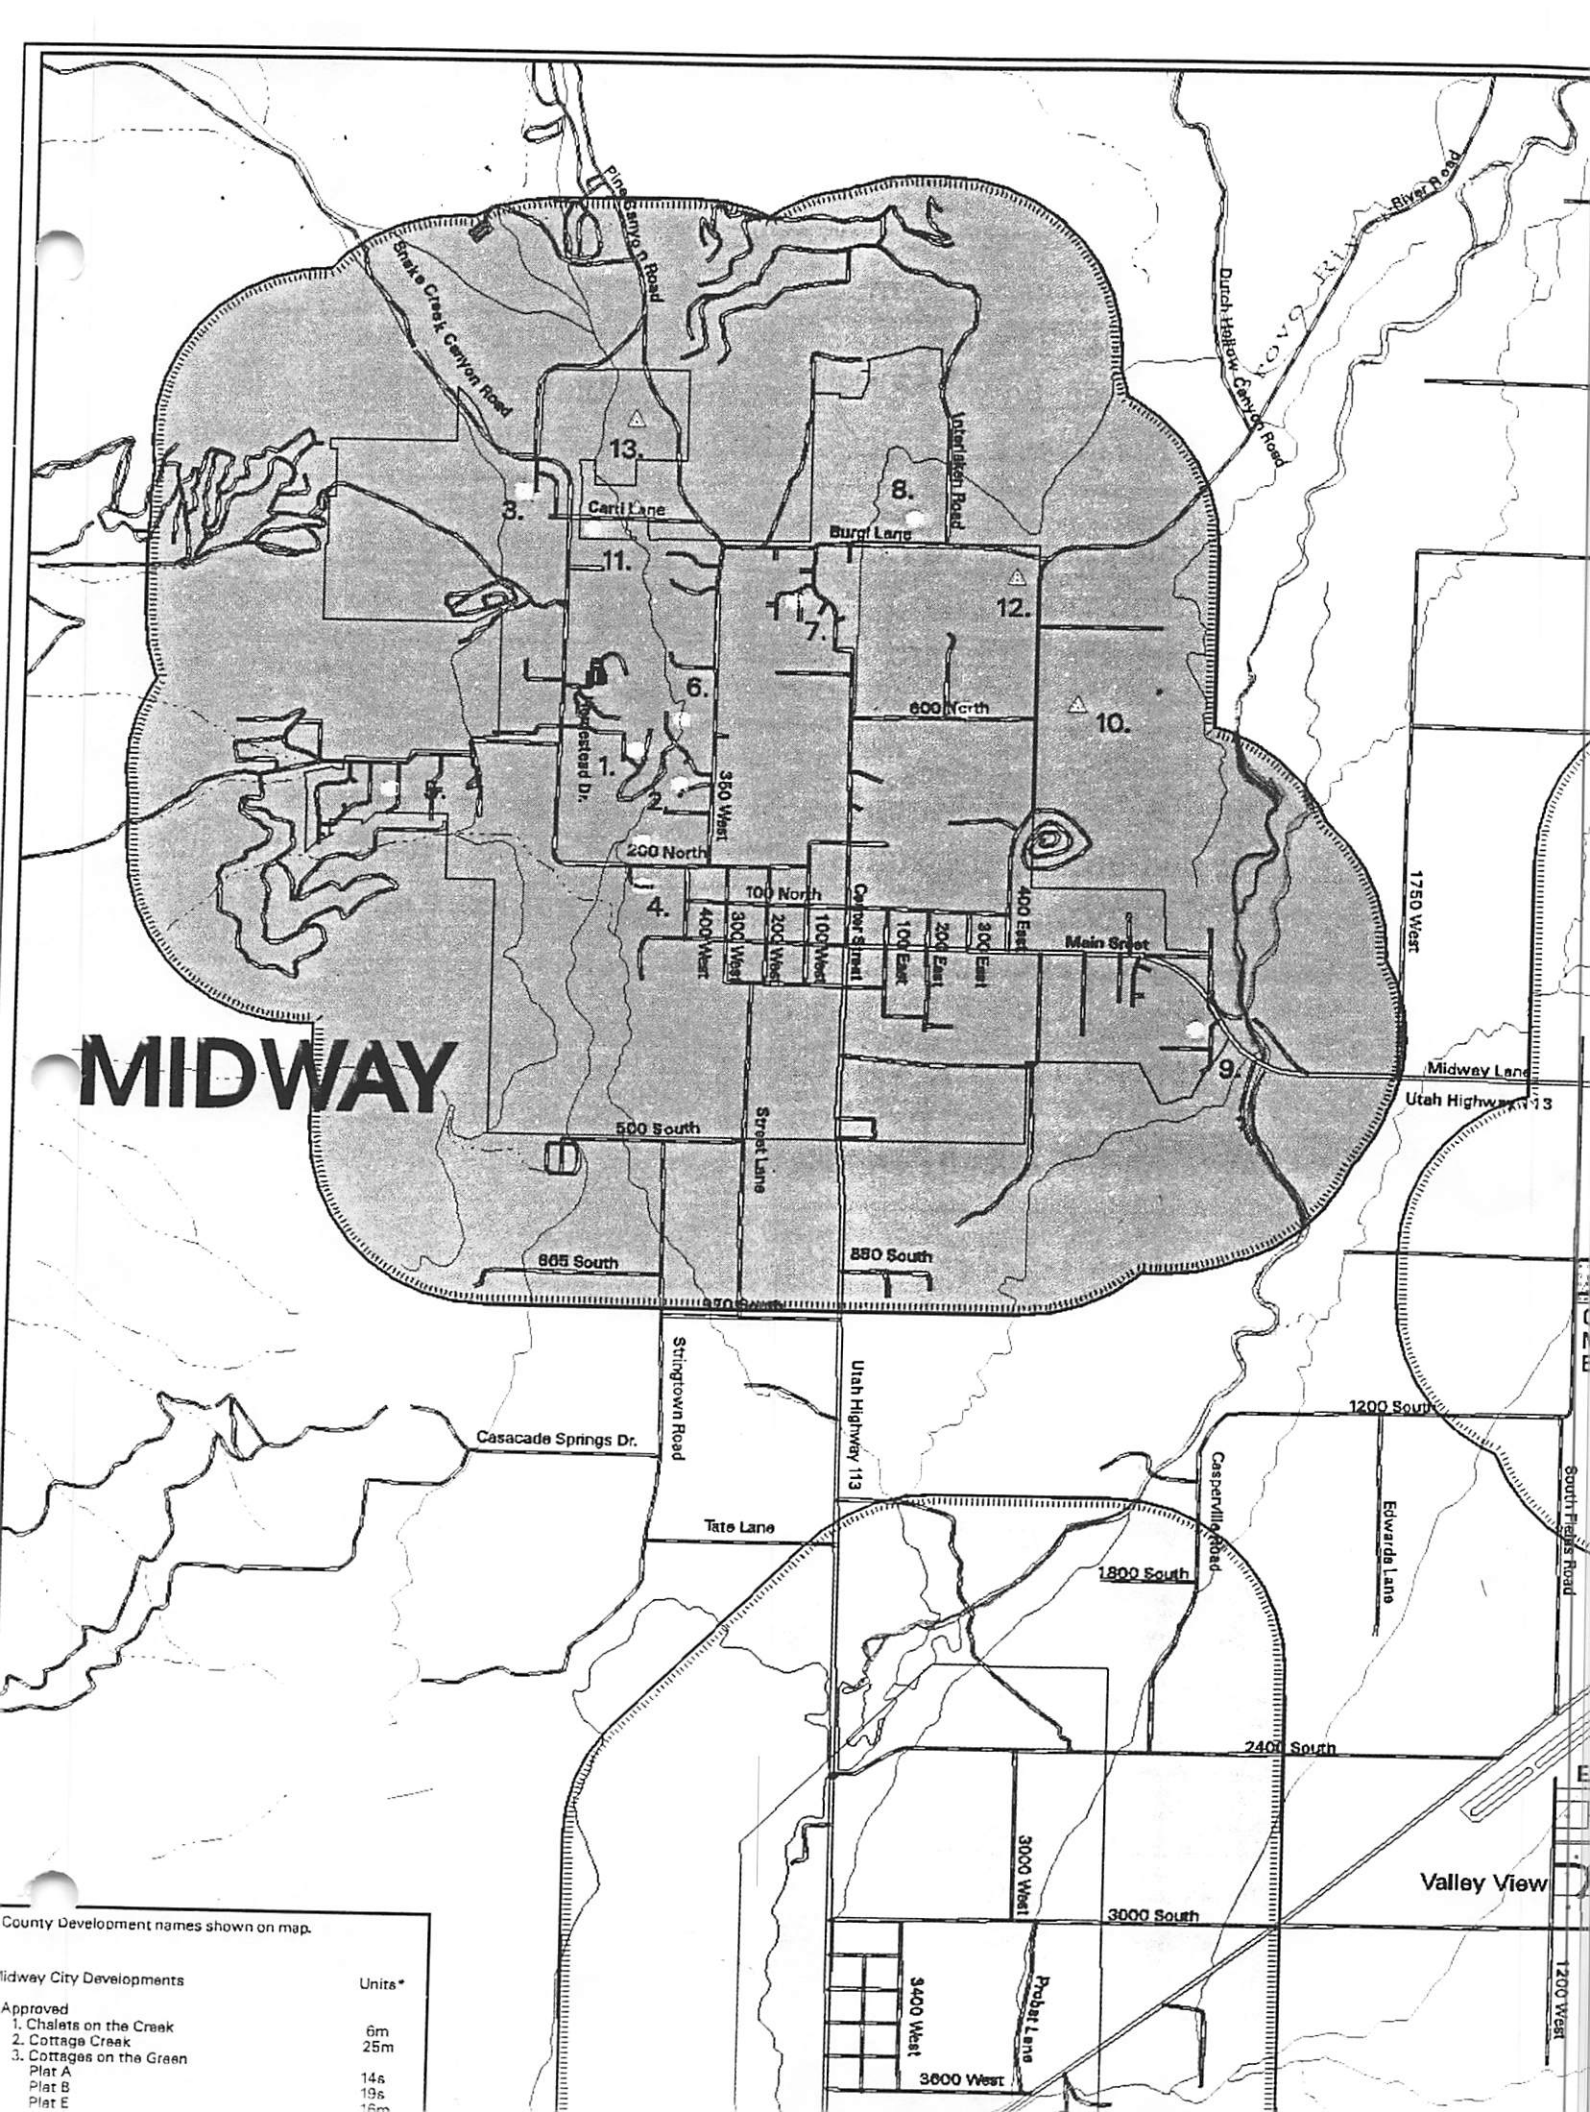 Pine Canyon Road
Snake Creek Canyon Road
River Road
Dutch Hollow Canyon Road
13.
3.
Carli Lane
8.
Interlaken Road
Burgi Lane
11.
12.
7.
6.
600 North
10.
Homestead Dr.
1.
350 West
2.
200 North
100 North
4.
400 West
300 West
200 West
100 West
Center Street
100 East
200 East
300 East
400 East
Main Sreet
1750 West
MIDWAY
9.
Midway Lane
Utah Highway 113
500 South
Street Lane
865 South
880 South
970 South
Stringtown Road
Utah Highway 113
1200 South
Casacade Springs Dr.
Casperville Road
South Fields Road
Edwards Lane
Tate Lane
1800 South
2400 South
3000 West
Valley View
3000 South
3400 West
Probst Lane
1200 West
3600 West
County Development names shown on map.
idway City Developments Units*
Approved
1. Chalets on the Creek 6m
2. Cottage Creek 25m
3. Cottages on the Green
Plat A 14s
Plat B 19s
Plat E 16m